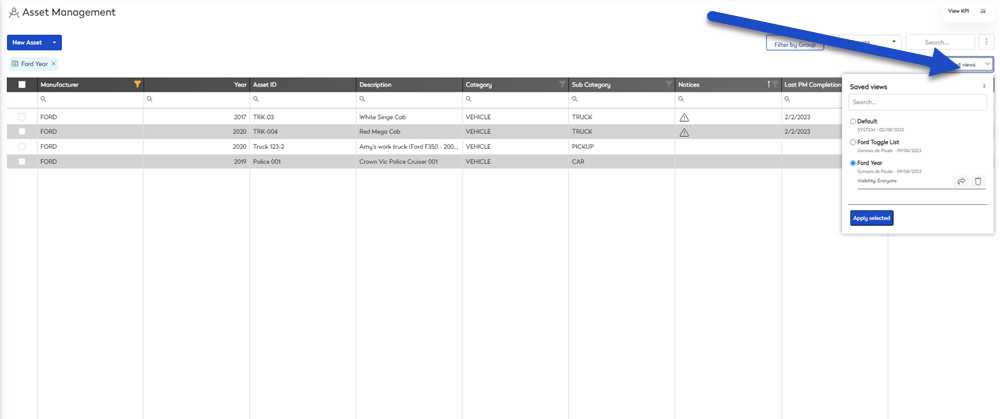 Asset Management
View KPI
New Asset
Filter by Group
Search...
Ford Year ×
views
Manufacturer Year Asset ID Description Category Sub Category Notices Last PM Completion
FORD 2017 TRK-03 White Singe Cab VEHICLE TRUCK 2/2/2023
FORD 2020 TRK-004 Red Mega Cab VEHICLE TRUCK 2/2/2023
FORD 2020 Truck 123-2 Amy's work truck (Ford F350 - 200... VEHICLE PICKUP
FORD 2019 Police 001 Crown Vic Police Cruiser 001 VEHICLE CAR
Saved views 3
Search...
Default
SYSTEM - 02/08/2023
Ford Toggle List
Gonzalo de Paula - 09/08/2023
Ford Year
Gonzalo de Paula - 09/08/2023
Visibility: Everyone
Apply selected